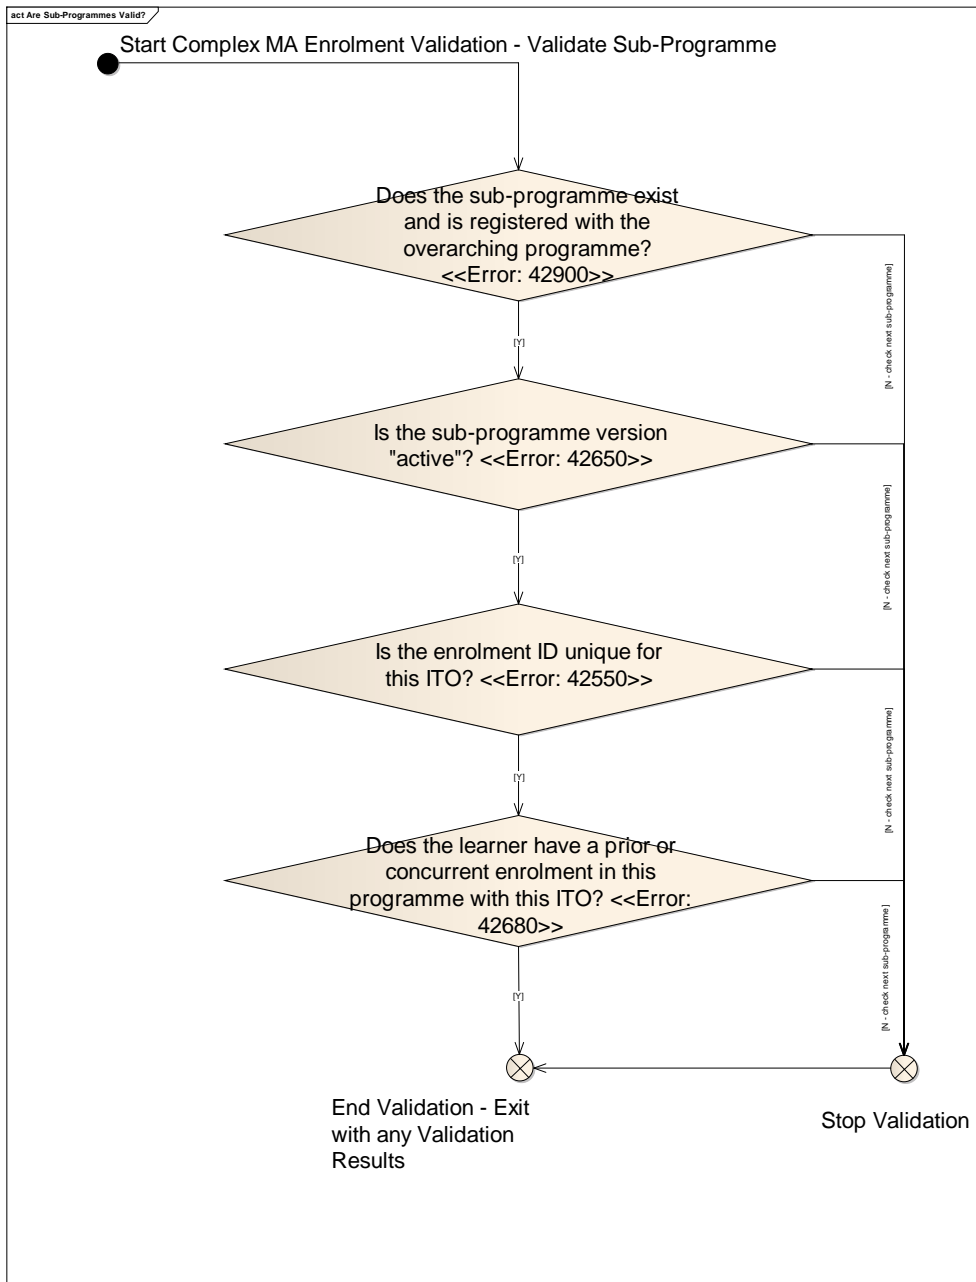 act Are Sub-Programmes Valid?
Start Complex MA Enrolment Validation - Validate Sub-Programme
Does the sub-programme exist
and is registered with the
overarching programme?
<<Error: 42900>>
[N - check next sub-programme]
[Y]
Is the sub-programme version
"active"? <<Error: 42650>>
[N - check next sub-programme]
[Y]
Is the enrolment ID unique for
this ITO? <<Error: 42550>>
[N - check next sub-programme]
[Y]
Does the learner have a prior or
concurrent enrolment in this
programme with this ITO? <<Error:
42680>>
[N - check next sub-programme]
[Y]
End Validation - Exit
with any Validation
Results
Stop Validation